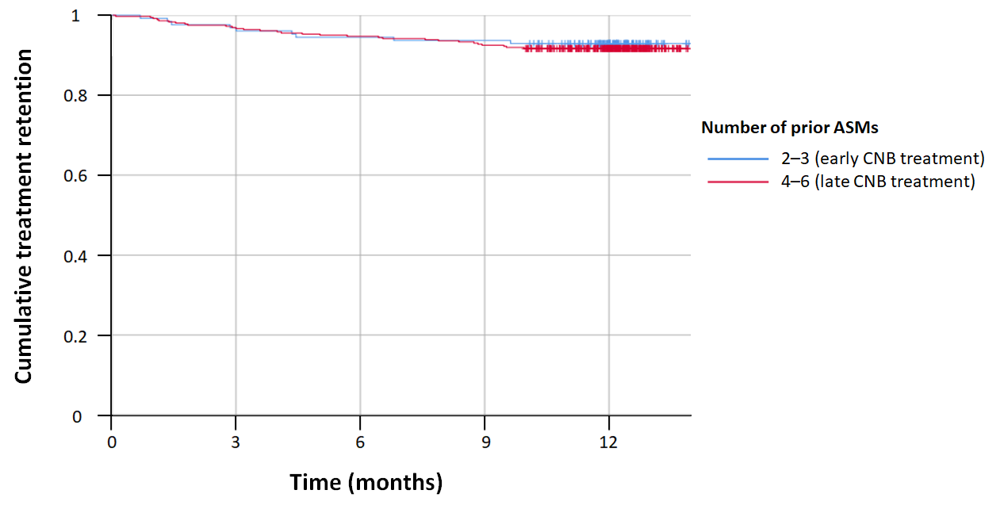 Cumulative treatment retention
1
0.8
0.6
0.4
0.2
0
0 3 6 9 12
Time (months)
Number of prior ASMs
2–3 (early CNB treatment)
4–6 (late CNB treatment)